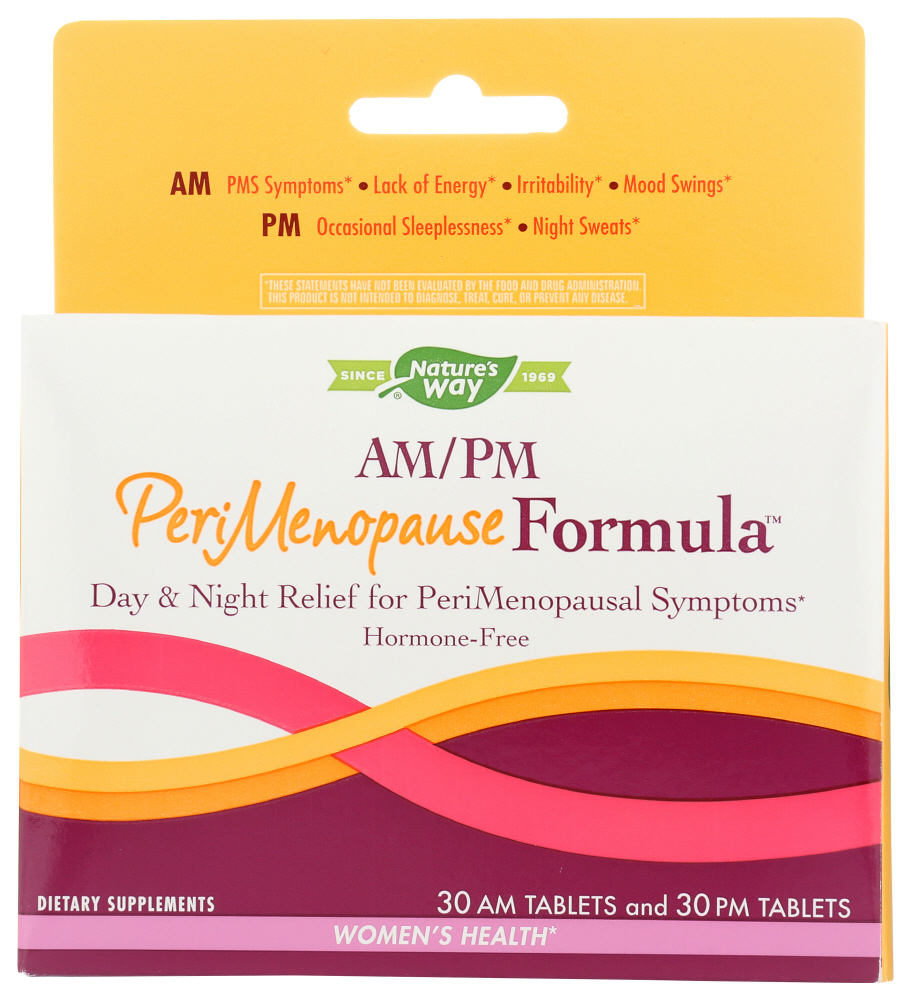 AM PMS Symptoms* • Lack of Energy* • Irritability* • Mood Swings*
PM Occasional Sleeplessness* • Night Sweats*
*THESE STATEMENTS HAVE NOT BEEN EVALUATED BY THE FOOD AND DRUG ADMINISTRATION.
THIS PRODUCT IS NOT INTENDED TO DIAGNOSE, TREAT, CURE, OR PREVENT ANY DISEASE.
SINCE Nature's Way® 1969
AM/PM
PeriMenopause Formula™
Day & Night Relief for PeriMenopausal Symptoms*
Hormone-Free
DIETARY SUPPLEMENTS
30 AM TABLETS and 30 PM TABLETS
WOMEN'S HEALTH*